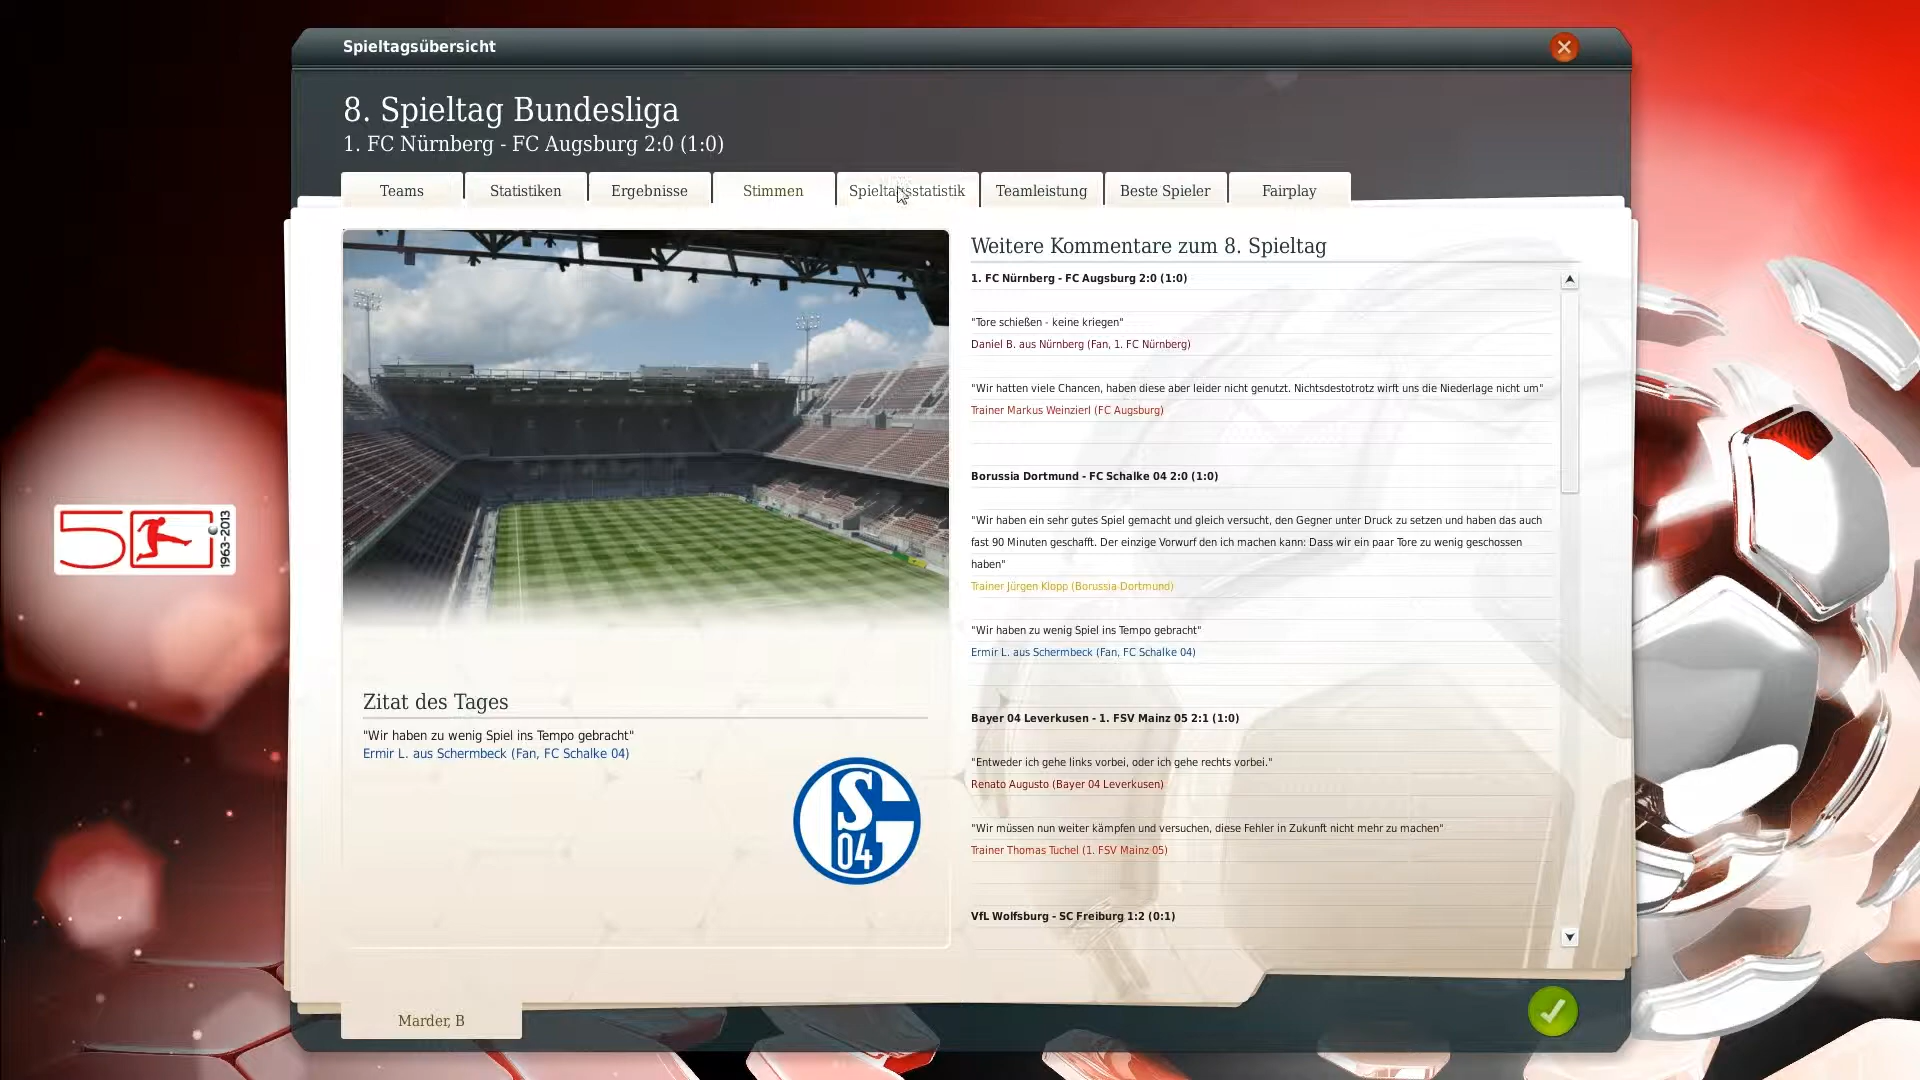 Spieltagsübersicht
8. Spieltag Bundesliga
1. FC Nürnberg - FC Augsburg 2:0 (1:0)
Teams
Statistiken
Ergebnisse
Stimmen
Spieltagsstatistik
Teamleistung
Beste Spieler
Fairplay
Weitere Kommentare zum 8. Spieltag
1. FC Nürnberg - FC Augsburg 2:0 (1:0)
"Tore schießen - keine kriegen"
Daniel B. aus Nürnberg (Fan, 1. FC Nürnberg)
"Wir hatten viele Chancen, haben diese aber leider nicht genutzt. Nichtsdestotrotz wirft uns die Niederlage nicht um"
Trainer Markus Weinzierl (FC Augsburg)
Borussia Dortmund - FC Schalke 04 2:0 (1:0)
"Wir haben ein sehr gutes Spiel gemacht und gleich versucht, den Gegner unter Druck zu setzen und haben das auch
fast 90 Minuten geschafft. Der einzige Vorwurf den ich machen kann: Dass wir ein paar Tore zu wenig geschossen
haben"
Trainer Jürgen Klopp (Borussia Dortmund)
"Wir haben zu wenig Spiel ins Tempo gebracht"
Ermir L. aus Schermbeck (Fan, FC Schalke 04)
Bayer 04 Leverkusen - 1. FSV Mainz 05 2:1 (1:0)
"Entweder ich gehe links vorbei, oder ich gehe rechts vorbei."
Renato Augusto (Bayer 04 Leverkusen)
"Wir müssen nun weiter kämpfen und versuchen, diese Fehler in Zukunft nicht mehr zu machen"
Trainer Thomas Tuchel (1. FSV Mainz 05)
VfL Wolfsburg - SC Freiburg 1:2 (0:1)
Zitat des Tages
"Wir haben zu wenig Spiel ins Tempo gebracht"
Ermir L. aus Schermbeck (Fan, FC Schalke 04)
S
04
50
1963-2013
Marder, B